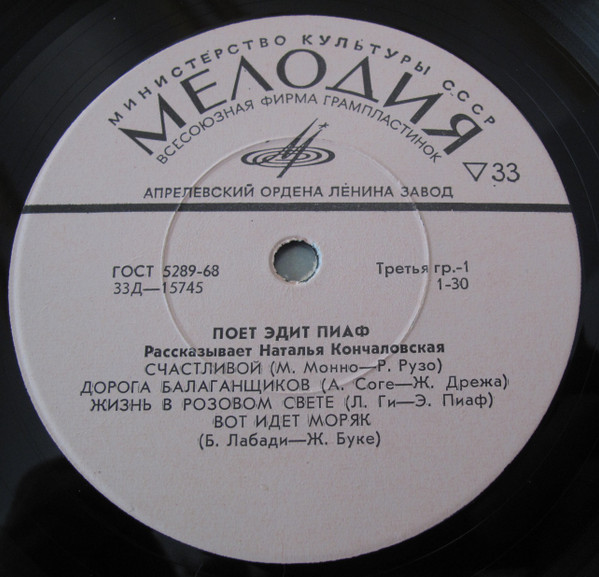 МИНИСТЕРСТВО КУЛЬТУРЫ СССР
МЕЛОДИЯ
ВСЕСОЮЗНАЯ ФИРМА ГРАМПЛАСТИНОК
▽33
АПРЕЛЕВСКИЙ ОРДЕНА ЛЕНИНА ЗАВОД
ГОСТ 5289-68 Третья гр.-1
33Д—15745 1-30
ПОЕТ ЭДИТ ПИАФ
Рассказывает Наталья Кончаловская
СЧАСТЛИВОЙ (М. Монно—Р. Рузо)
ДОРОГА БАЛАГАНЩИКОВ (А. Соге—Ж. Дрежа)
ЖИЗНЬ В РОЗОВОМ СВЕТЕ (Л. Ги—Э. Пиаф)
ВОТ ИДЕТ МОРЯК
(Б. Лабади—Ж. Буке)